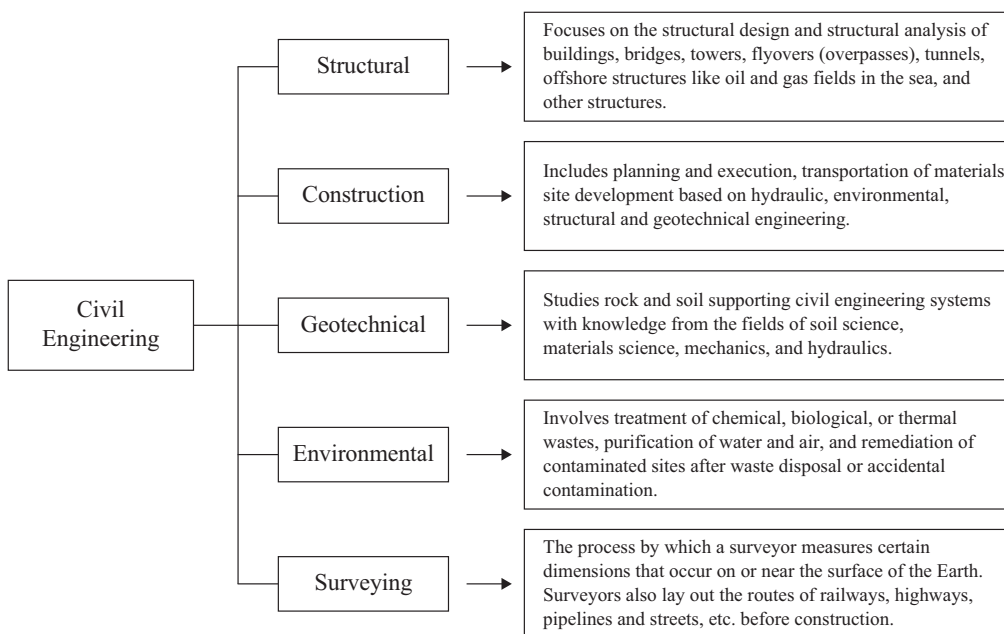 Civil
Engineering
Structural
Focuses on the structural design and structural analysis of
buildings, bridges, towers, flyovers (overpasses), tunnels,
offshore structures like oil and gas fields in the sea, and
other structures.
Construction
Includes planning and execution, transportation of materials
site development based on hydraulic, environmental,
structural and geotechnical engineering.
Geotechnical
Studies rock and soil supporting civil engineering systems
with knowledge from the fields of soil science,
materials science, mechanics, and hydraulics.
Environmental
Involves treatment of chemical, biological, or thermal
wastes, purification of water and air, and remediation of
contaminated sites after waste disposal or accidental
contamination.
Surveying
The process by which a surveyor measures certain
dimensions that occur on or near the surface of the Earth.
Surveyors also lay out the routes of railways, highways,
pipelines and streets, etc. before construction.